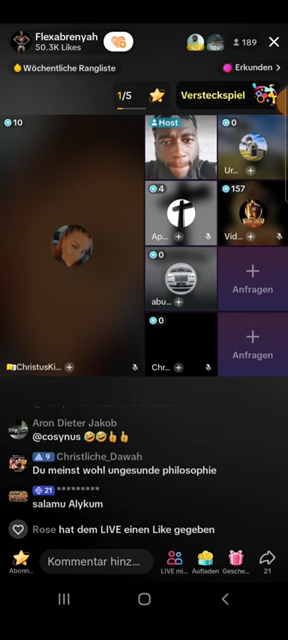 Flexabrenyah
50.3K Likes
189
Wöchentliche Rangliste
Erkunden >
1/5
Versteckspiel
10
Host
0
Ur...
4
157
Ap...
Vid...
0
abu...
Anfragen
0
ChristusKi...
Chr...
Anfragen
Aron Dieter Jakob
@cosynus 🤣🤣👍👍
9 Christliche_Dawah
Du meinst wohl ungesunde philosophie
21 *********
salamu Alykum
Rose hat dem LIVE einen Like gegeben
Kommentar hinz...
Abonn...
LIVE mi...
Aufladen
Gesche...
21